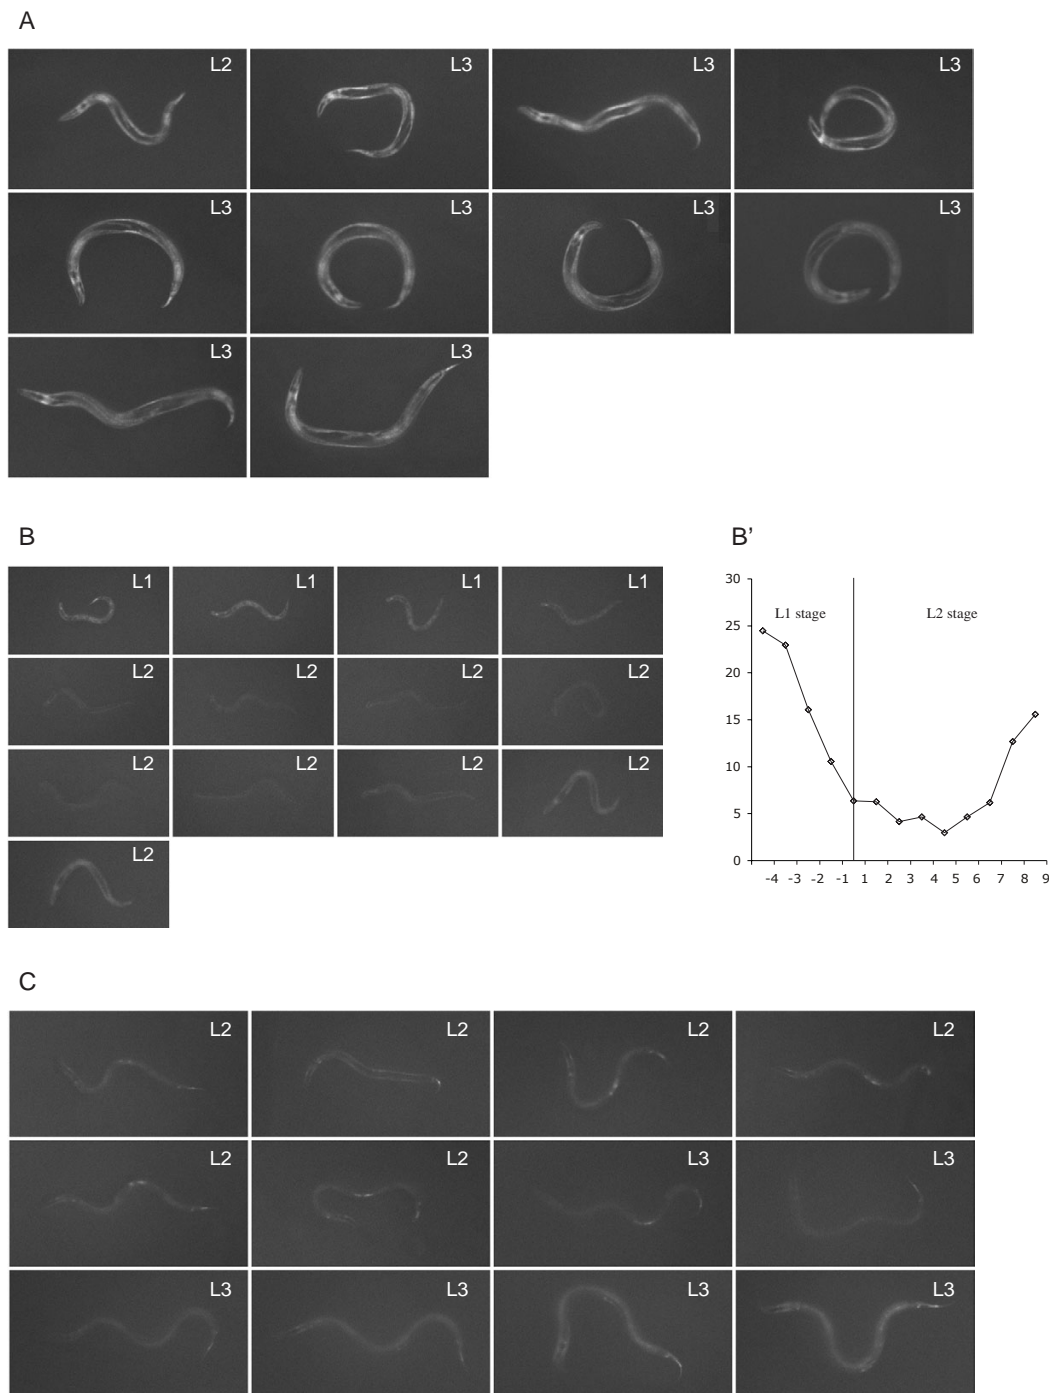 A
L2 L3 L3 L3
L3 L3 L3 L3
L3 L3
B
L1 L1 L1 L1
L2 L2 L2 L2
L2 L2 L2 L2
L2
B’
30
25
20
15
10
5
0
L1 stage L2 stage
-4 -3 -2 -1 1 2 3 4 5 6 7 8 9
C
L2 L2 L2 L2
L2 L2 L3 L3
L3 L3 L3 L3